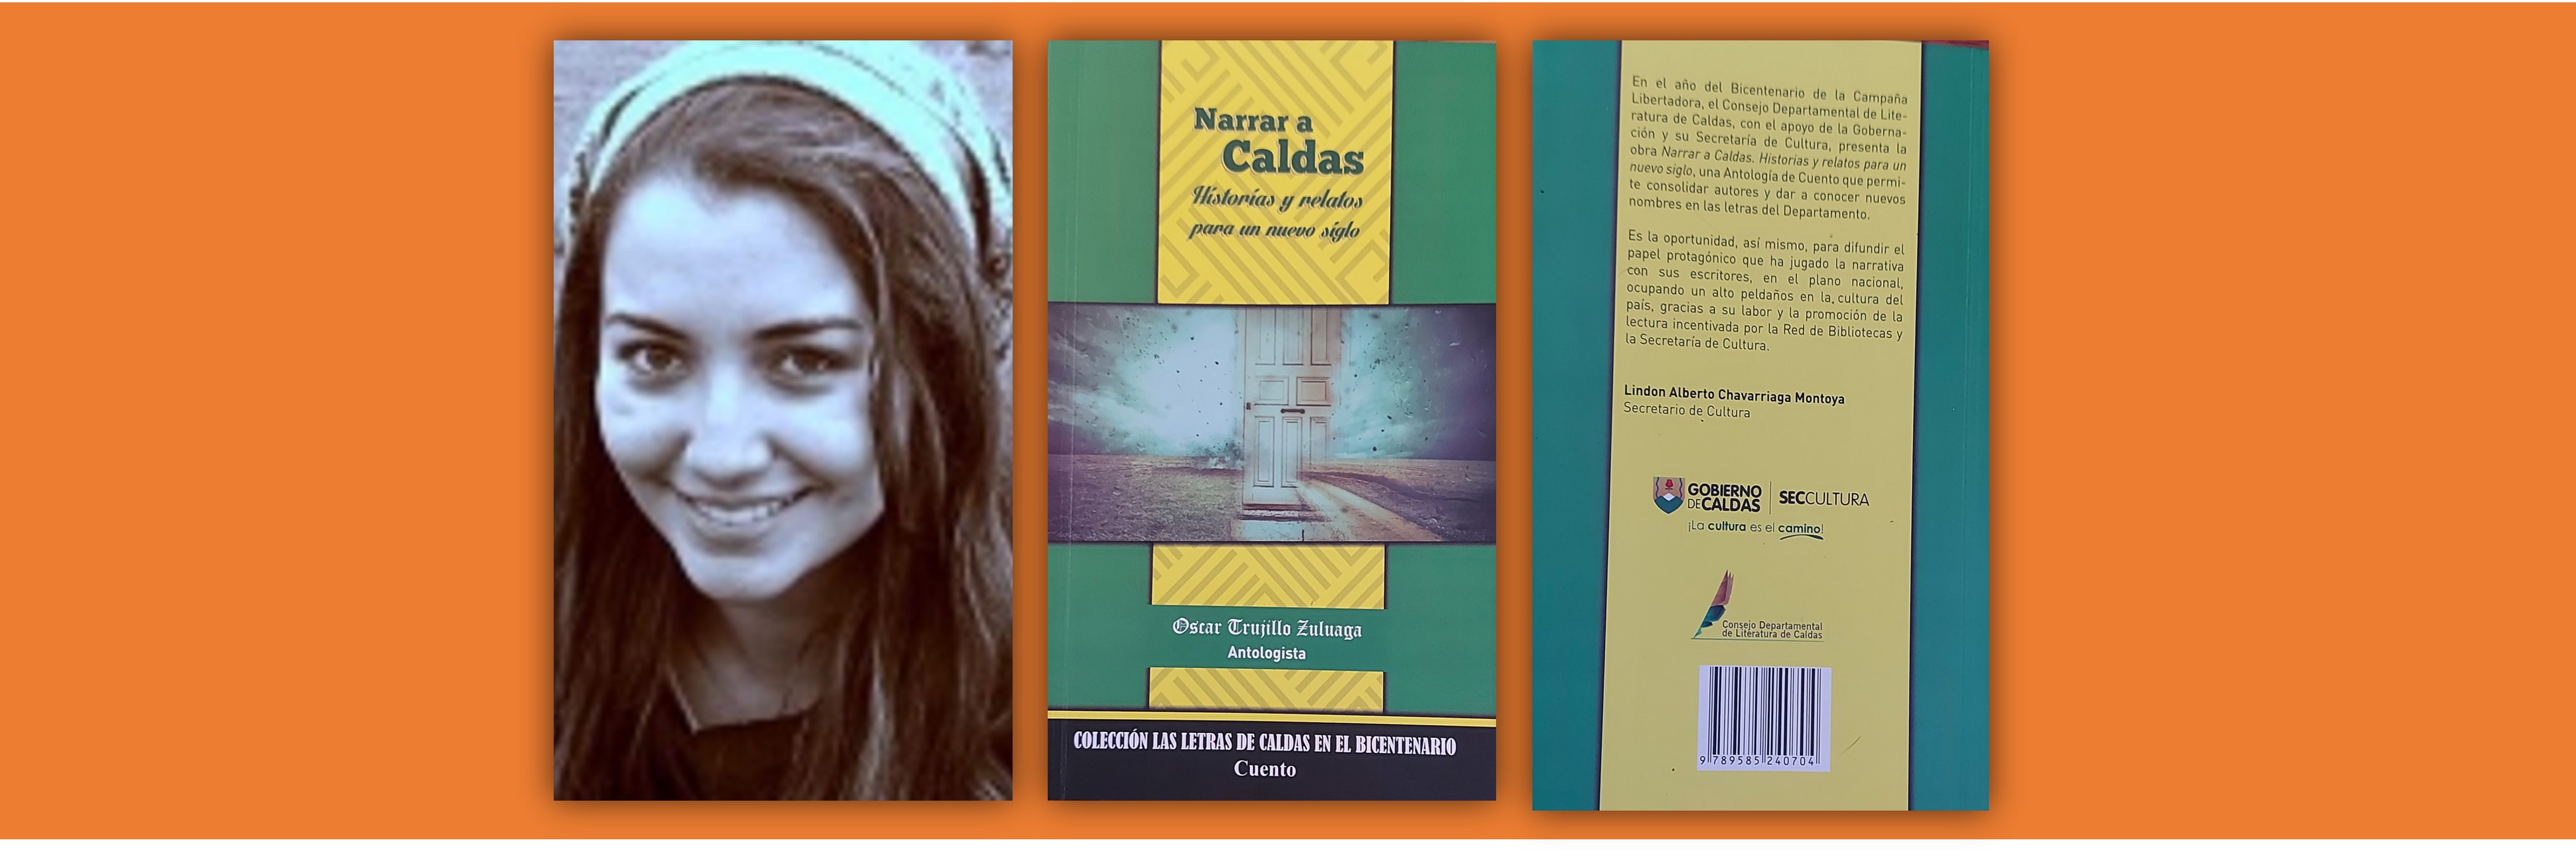 Narrar a
Caldas
Historias y relatos
para un nuevo siglo
Oscar Trujillo Zuluaga
Antologista
COLECCIÓN LAS LETRAS DE CALDAS EN EL BICENTENARIO
Cuento
En el año del Bicentenario de la Campaña
Libertadora, el Consejo Departamental de Lite-
ratura de Caldas, con el apoyo de la Goberna-
ción y su Secretaría de Cultura, presenta la
obra Narrar a Caldas. Historias y relatos para un
nuevo siglo, una Antología de Cuento que permi-
te consolidar autores y dar a conocer nuevos
nombres en las letras del Departamento.
Es la oportunidad, así mismo, para difundir el
papel protagónico que ha jugado la narrativa
con sus escritores, en el plano nacional,
ocupando un alto peldaños en la cultura del
país, gracias a su labor y la promoción de la
lectura incentivada por la Red de Bibliotecas y
la Secretaría de Cultura.
Lindon Alberto Chavarriaga Montoya
Secretario de Cultura
GOBIERNO
DE CALDAS
SECCULTURA
¡La cultura es el camino!
Consejo Departamental
de Literatura de Caldas
9 789585 240704